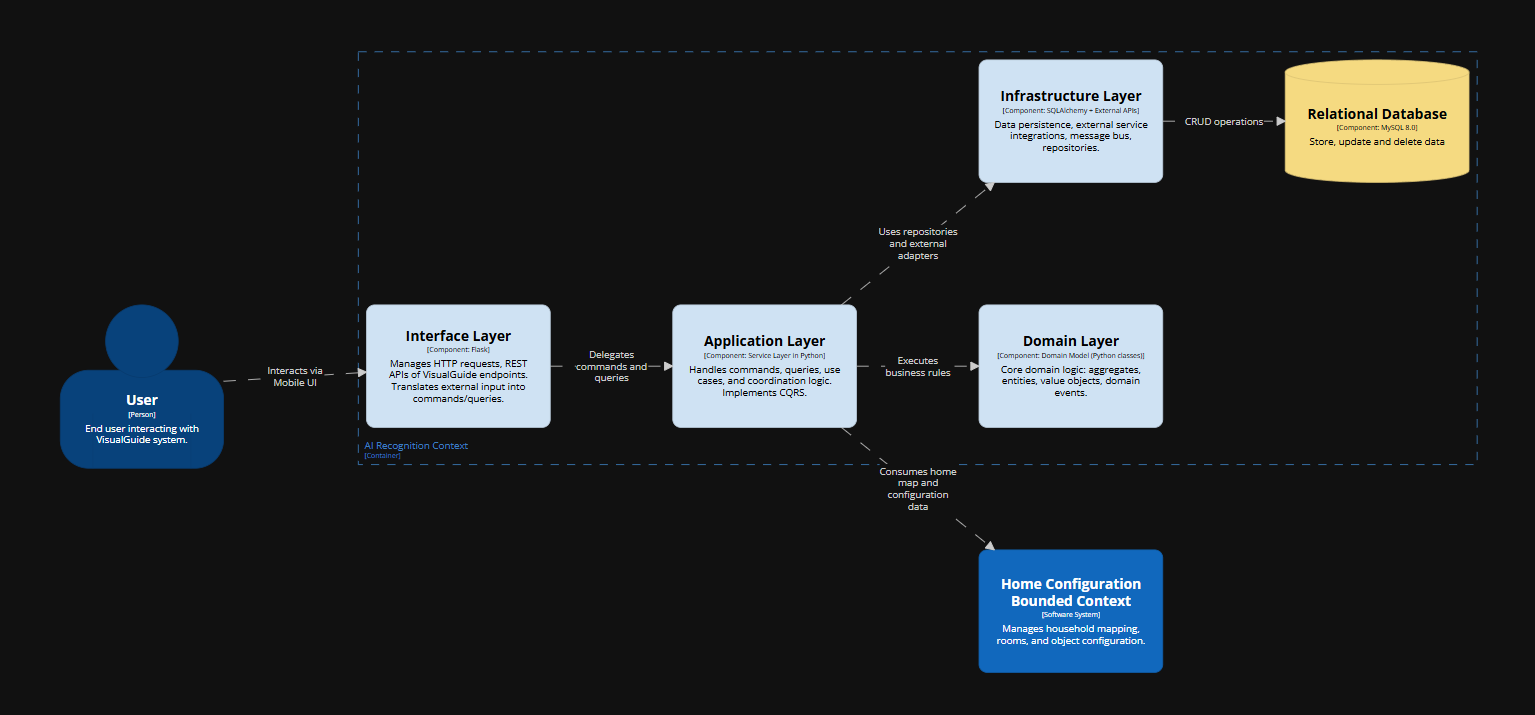 Infrastructure Layer
[Component: SQLAlchemy + External APIs]
Data persistence, external service
integrations, message bus,
repositories.
CRUD operations
Relational Database
[Component: MySQL 8.0]
Store, update and delete data
Uses repositories
and external
adapters
User
[Person]
End user interacting with
VisualGuide system.
Interacts via
Mobile UI
Interface Layer
[Component: Flask]
Manages HTTP requests, REST
APIs of VisualGuide endpoints.
Translates external input into
commands/queries.
Delegates
commands and
queries
Application Layer
[Component: Service Layer in Python]
Handles commands, queries, use
cases, and coordination logic.
Implements CQRS.
Executes
business rules
Domain Layer
[Component: Domain Model (Python classes)]
Core domain logic: aggregates,
entities, value objects, domain
events.
AI Recognition Context
[Container]
Consumes home
map and
configuration
data
Home Configuration
Bounded Context
[Software System]
Manages household mapping,
rooms, and object configuration.